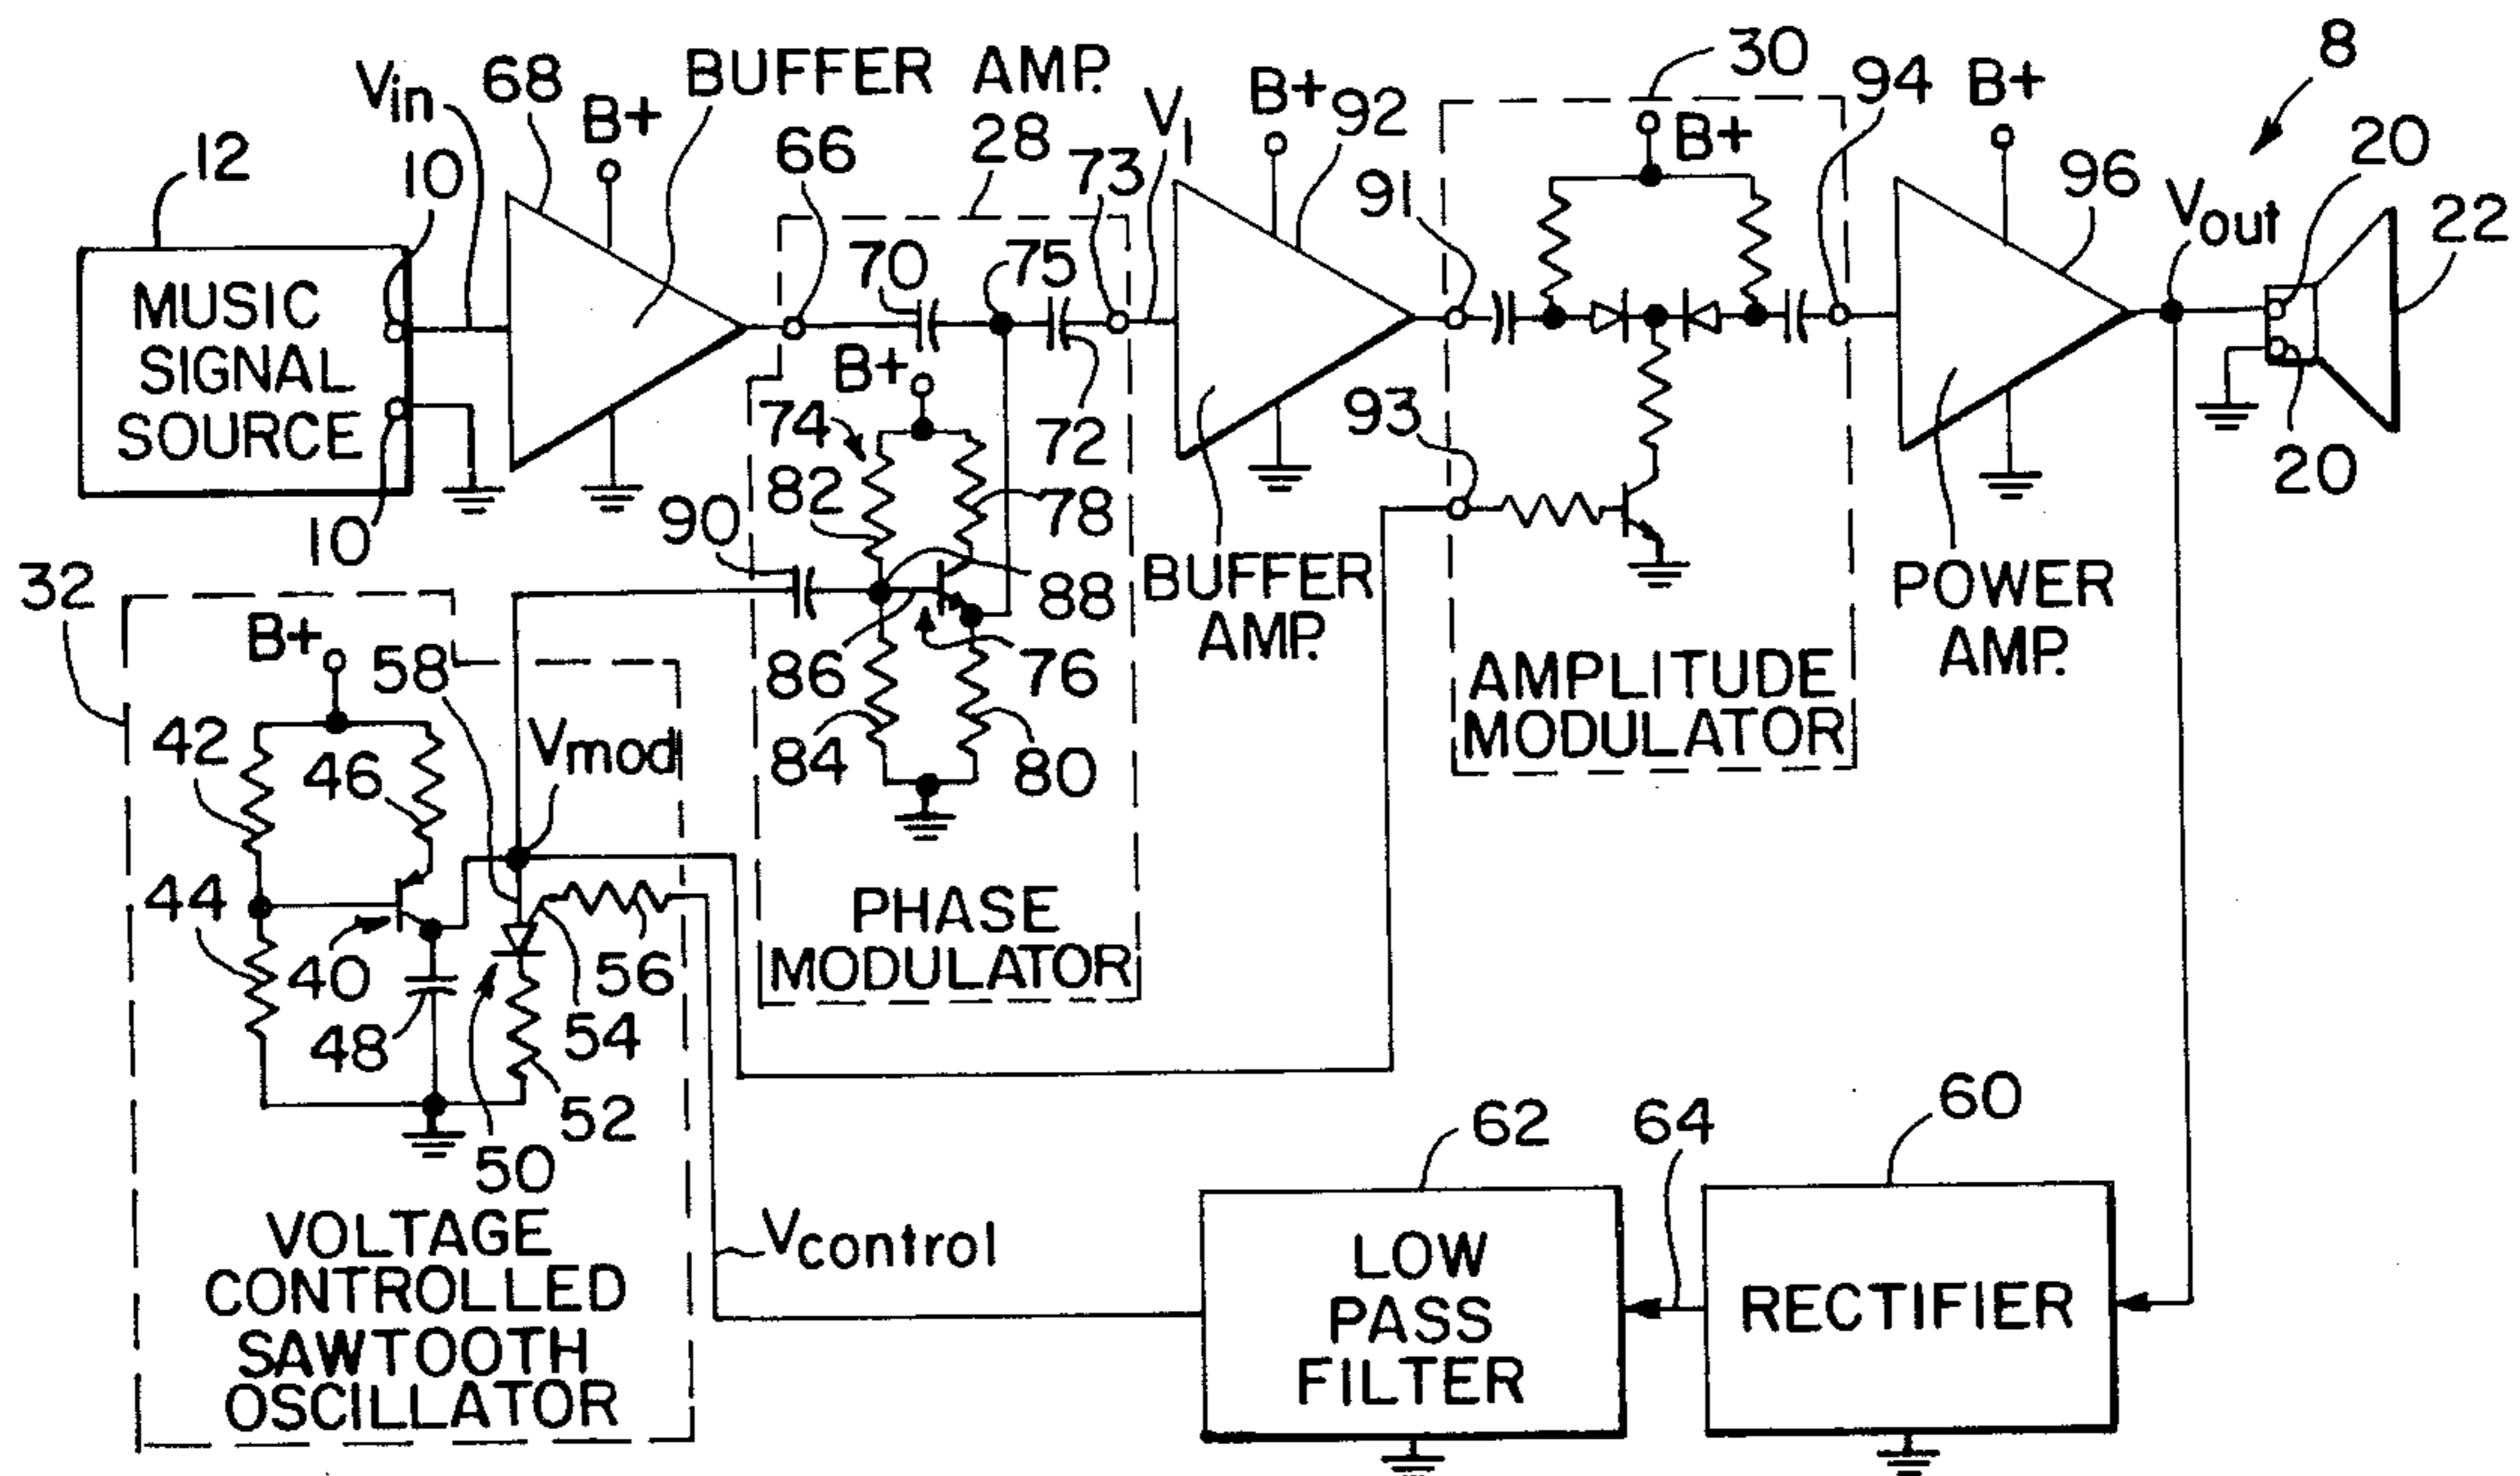 8
Vin
68
B+
BUFFER AMP.
28
66
73
V1
B+
92
91
30
B+
94
B+
96
Vout
20
22
20
12
10
MUSIC
SIGNAL
SOURCE
10
70
75
72
B+
74
82
78
90
88
86
76
84
80
PHASE
MODULATOR
BUFFER
AMP.
93
AMPLITUDE
MODULATOR
POWER
AMP.
32
B+
58
Vmod
42
46
44
40
48
50
56
54
52
VOLTAGE
CONTROLLED
SAWTOOTH
OSCILLATOR
Vcontrol
62
LOW
PASS
FILTER
64
60
RECTIFIER